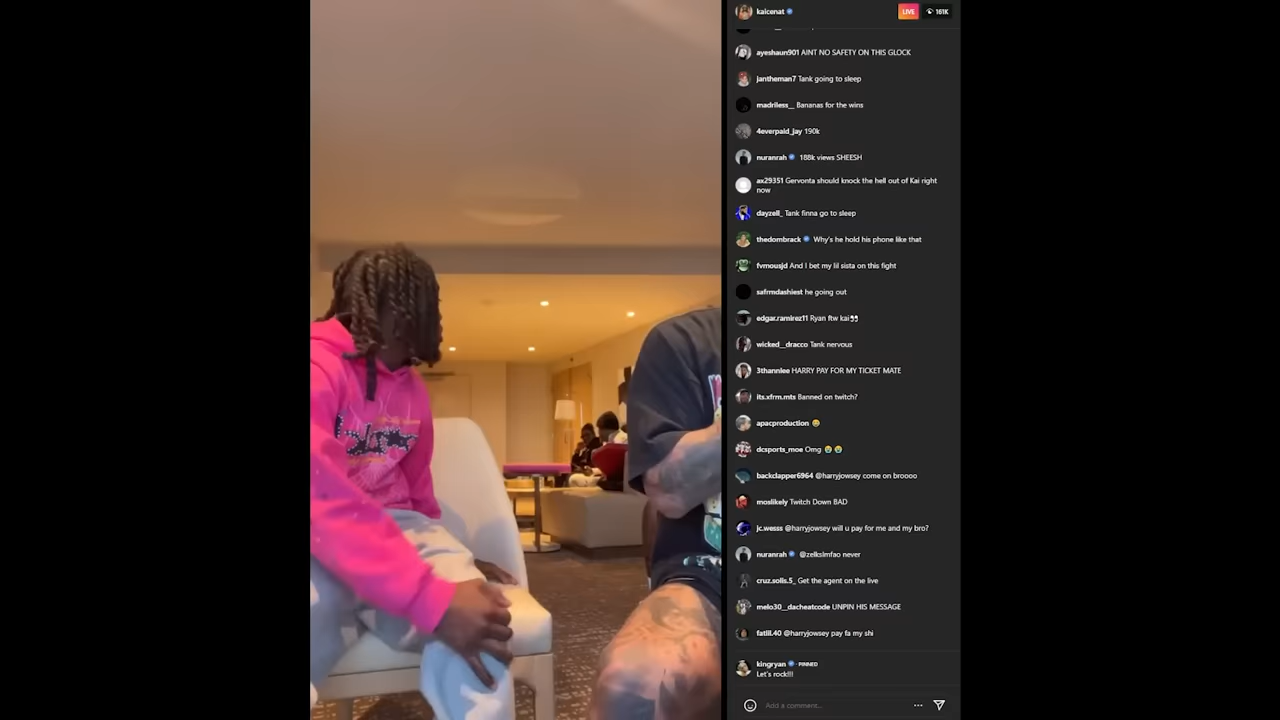 kaicenat
LIVE
161K
ayeshaun901 AINT NO SAFETY ON THIS GLOCK
jantheman7 Tank going to sleep
madriless__ Bananas for the wins
4everpaid_jay 190k
nuranrah 188k views SHEESH
ax29351 Gervonta should knock the hell out of Kai right
now
dayzell_ Tank finna go to sleep
thedombrack Why's he hold his phone like that
fvmousjd And I bet my lil sista on this fight
safrmdashiest he going out
edgar.ramirez11 Ryan ftw kai👀
wicked__dracco Tank nervous
3thannlee HARRY PAY FOR MY TICKET MATE
its.xfrm.mts Banned on twitch?
apacproduction 😂
dcsports_moe Omg 😭😭
backclapper6964 @harryjowsey come on broooo
moslikely Twitch Down BAD
jc.wesss @harryjowsey will u pay for me and my bro?
nuranrah @zelkslmfao never
cruz.solis.5_ Get the agent on the live
melo30__dacheatcode UNPIN HIS MESSAGE
fatlil.40 @harryjowsey pay fa my shi
kingryan • PINNED
Let's rock!!!
Add a comment...